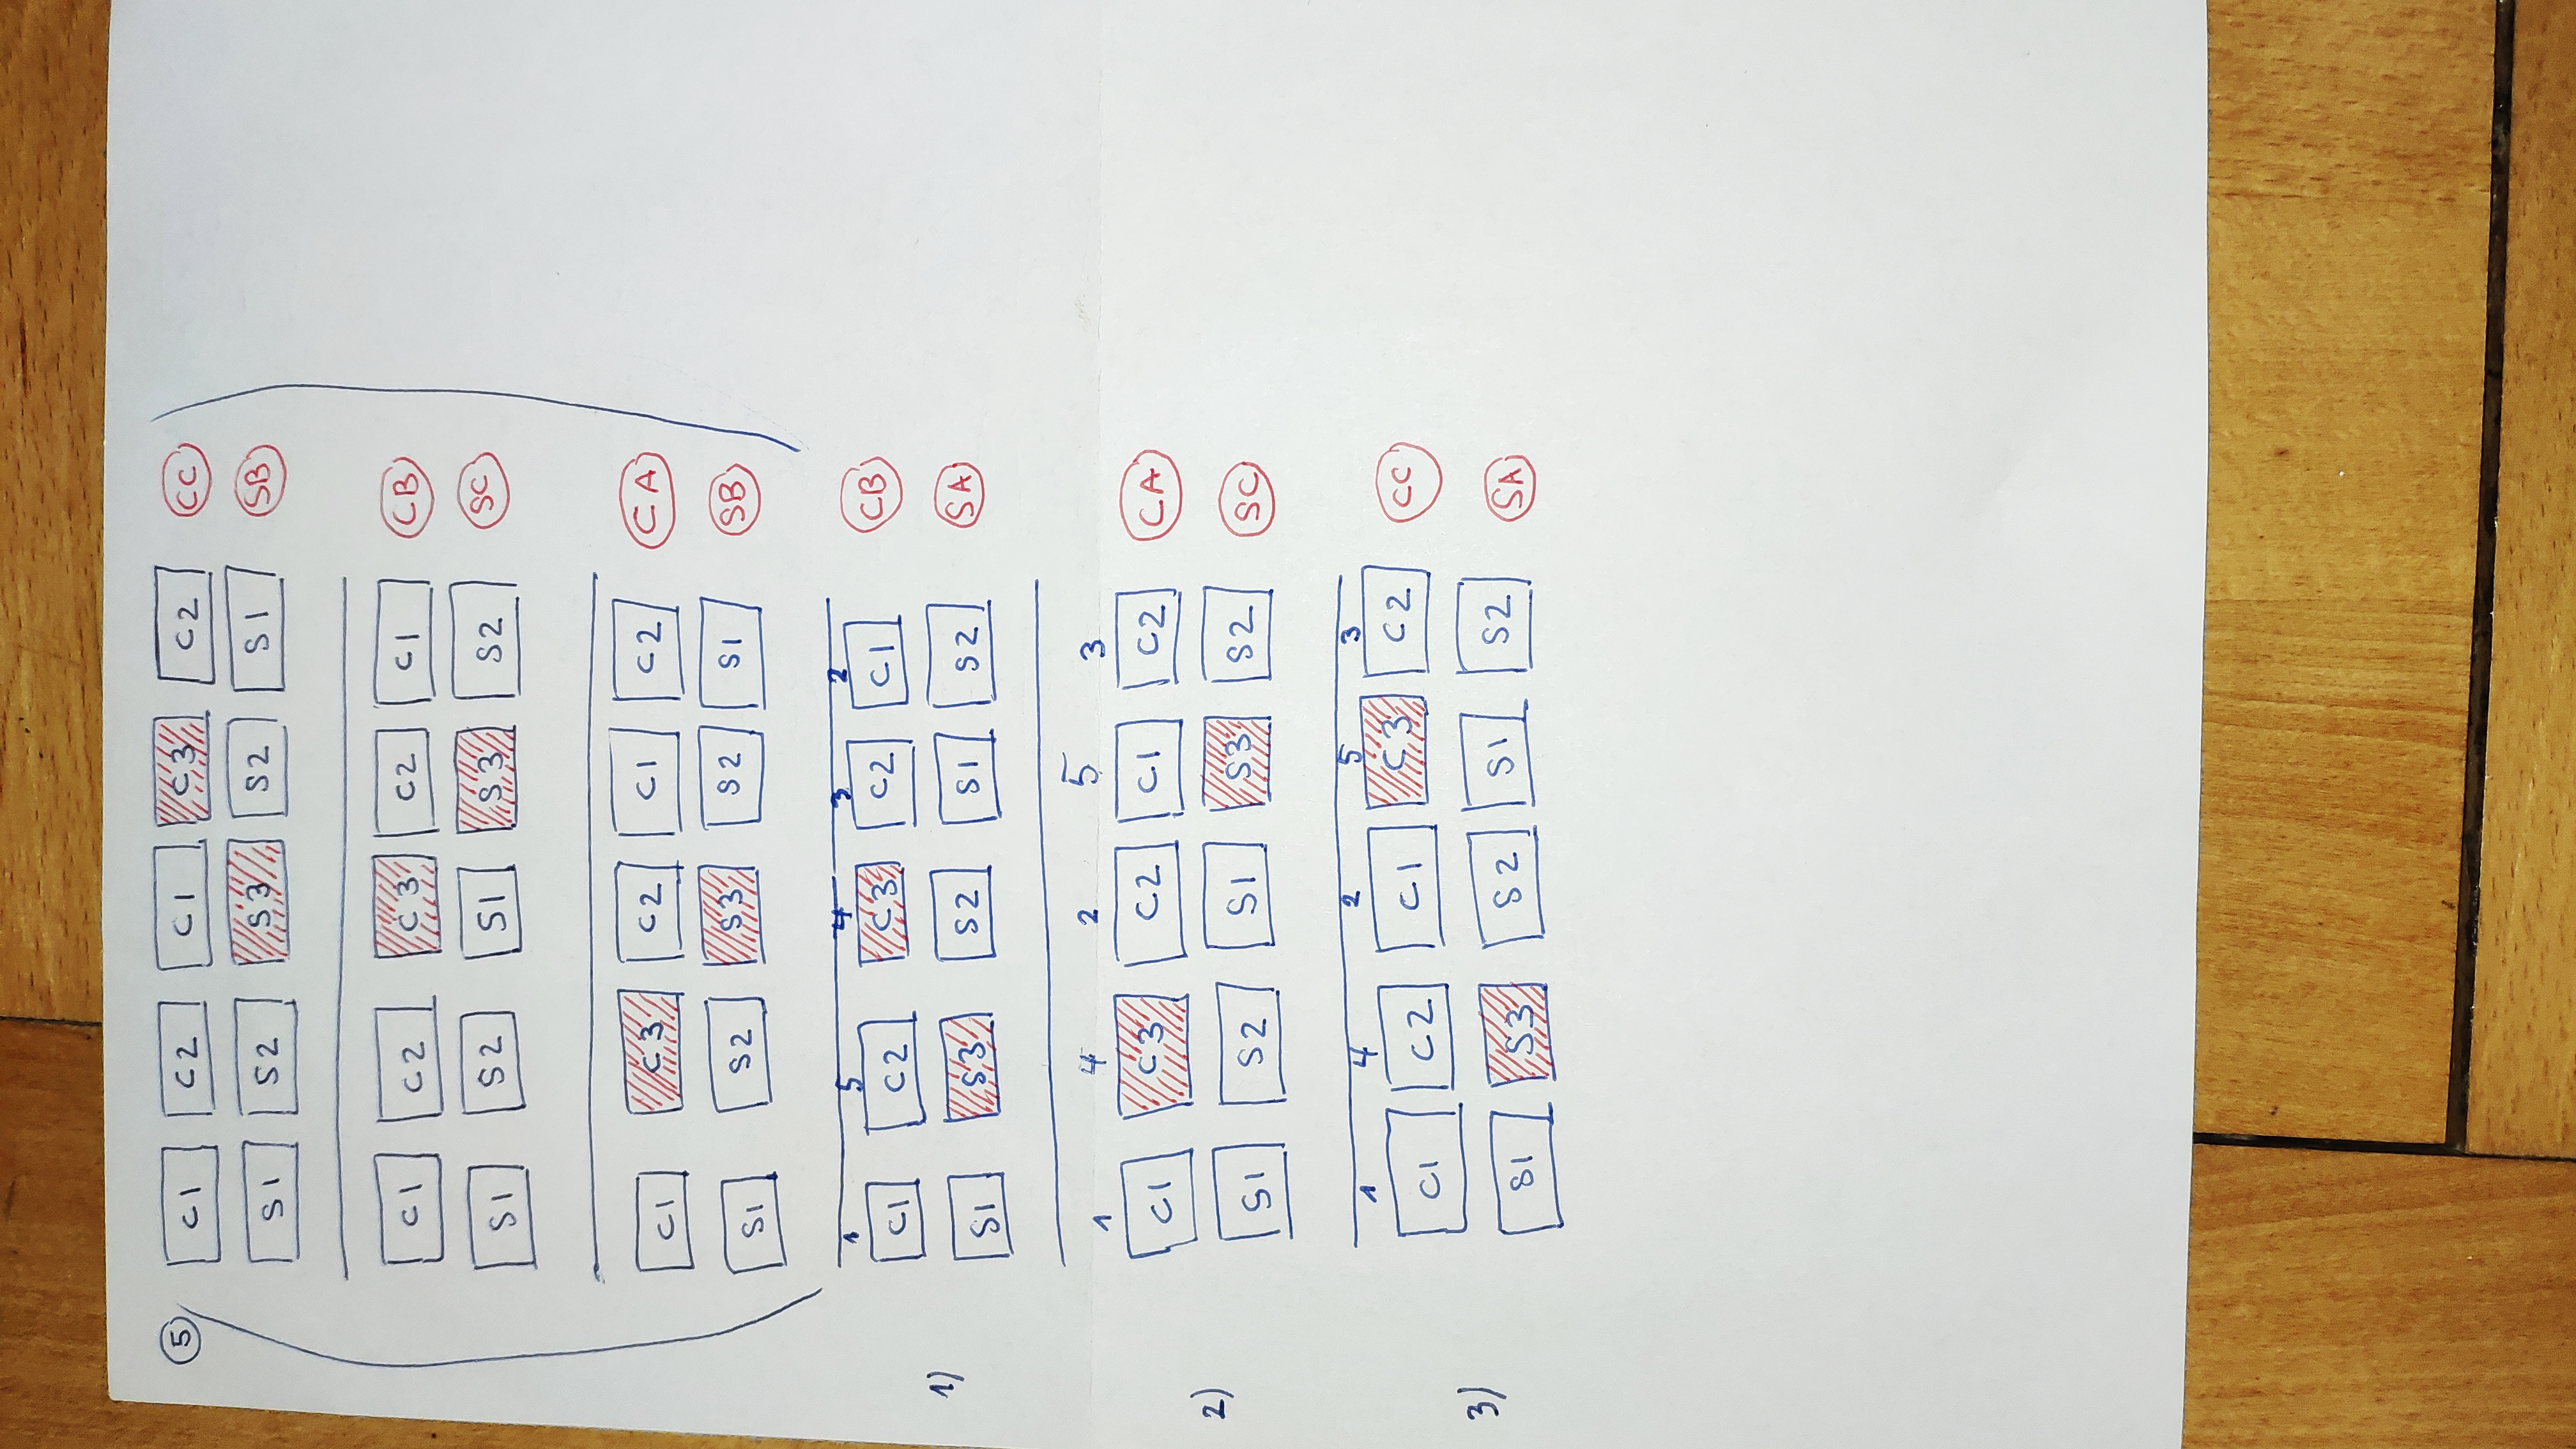 5 C1 C2 C1 C3 C2 CC
S1 S2 S3 S2 S1 SB
C1 C2 C3 C2 C1 CB
S1 S2 S1 S3 S2 SC
C1 C3 C2 C1 C2 CA
S1 S2 S3 S2 S1 SB
1 5 4 3 2
C1 C2 C3 C2 C1 CB
1)
S1 S3 S2 S1 S2 SA
1 4 2 5 3
C1 C3 C2 C1 C2 CA
2)
S1 S2 S1 S3 S2 SC
1 4 2 5 3
C1 C2 C1 C3 C2 CC
3)
S1 S3 S2 S1 S2 SA